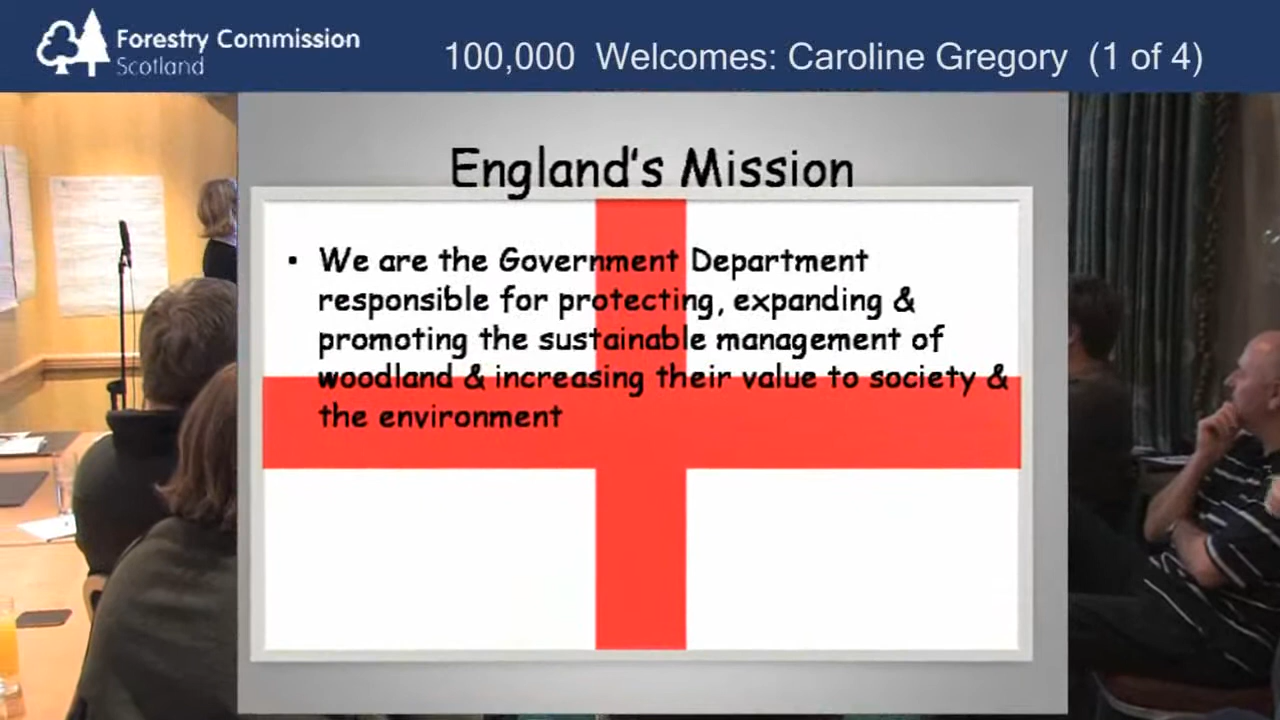 Forestry Commission
Scotland
100,000 Welcomes: Caroline Gregory (1 of 4)
England's Mission
• We are the Government Department
responsible for protecting, expanding &
promoting the sustainable management of
woodland & increasing their value to society &
the environment